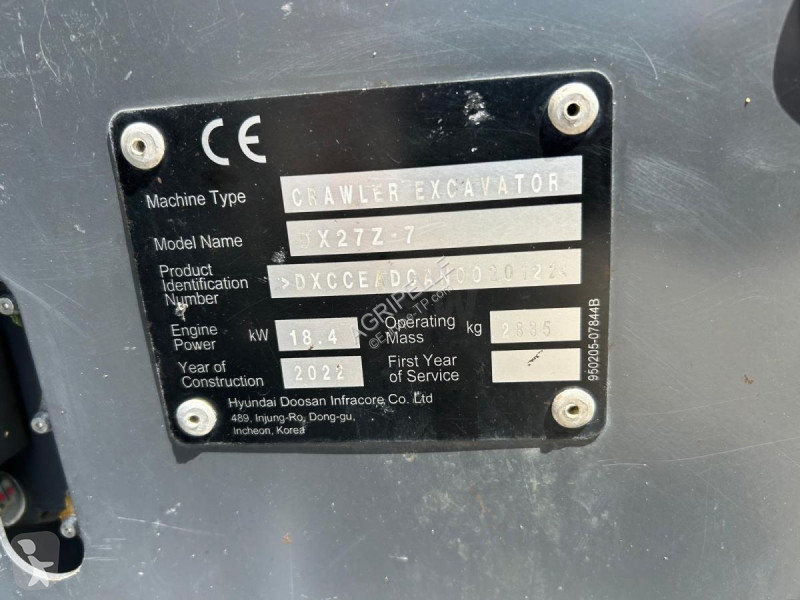 CE
Machine Type CRAWLER EXCAVATOR
Model Name DX27Z-7
Product
Identification
Number
Engine
Power kW 18.4
Operating
Mass kg 2835
Year of
Construction 2022
First Year
of Service
Hyundai Doosan Infracore Co., Ltd
489, Injung-Ro, Dong-gu,
Incheon, Korea
950205-07844B